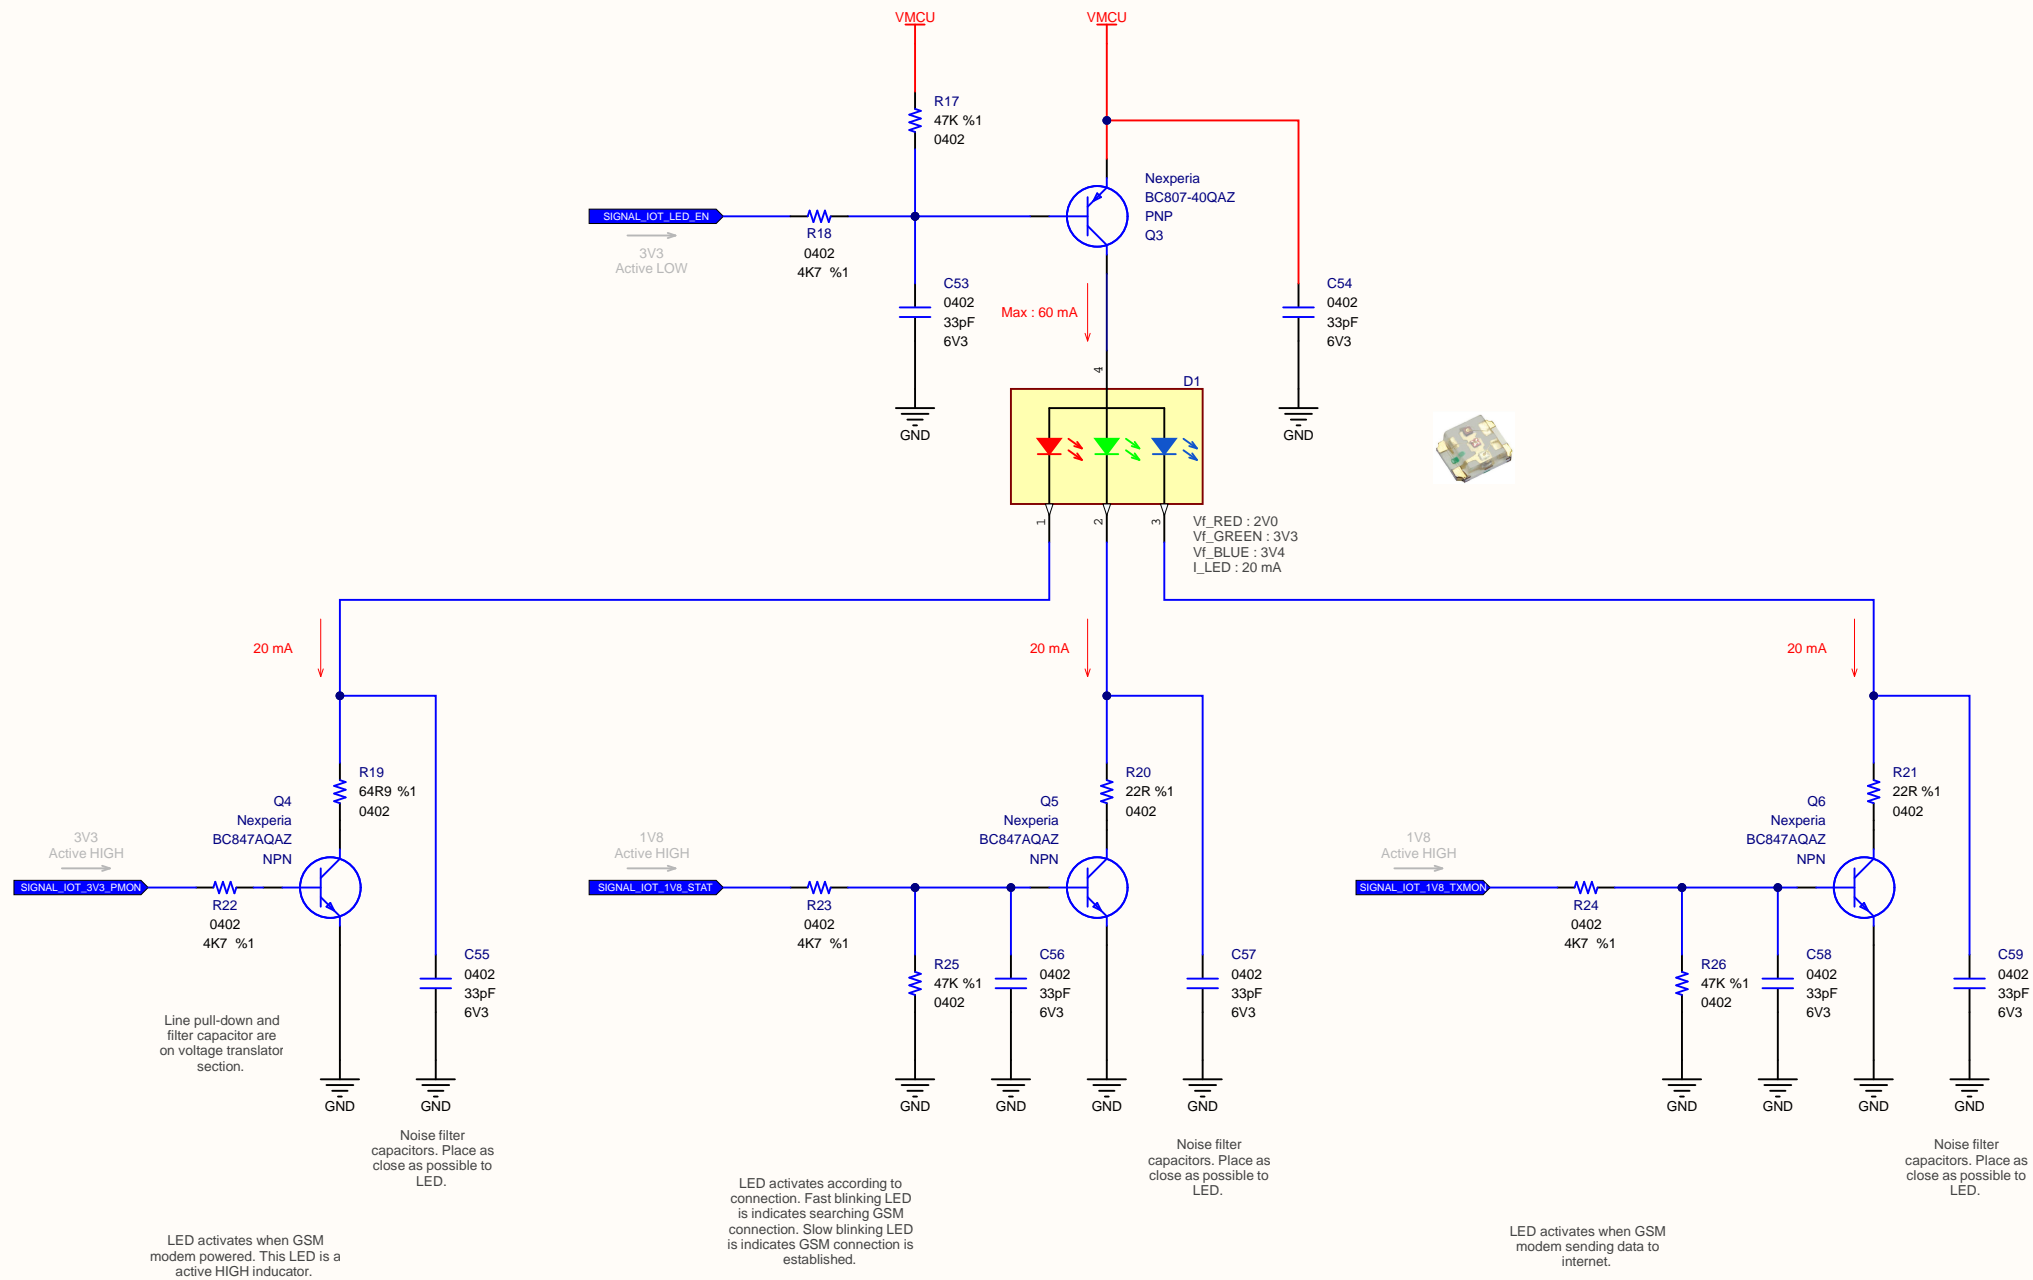 VMCU
VMCU
R17
47K %1
0402
Nexperia
BC807-40QAZ
PNP
Q3
SIGNAL_IOT_LED_EN
3V3
Active LOW
R18
0402
4K7 %1
C53
0402
33pF
6V3
GND
Max : 60 mA
C54
0402
33pF
6V3
GND
4
D1
1
2
3
Vf_RED : 2V0
Vf_GREEN : 3V3
Vf_BLUE : 3V4
I_LED : 20 mA
20 mA
20 mA
20 mA
R19
64R9 %1
0402
Q4
Nexperia
BC847AQAZ
NPN
3V3
Active HIGH
SIGNAL_IOT_3V3_PMON
R22
0402
4K7 %1
C55
0402
33pF
6V3
Line pull-down and
filter capacitor are
on voltage translator
section.
GND
GND
Noise filter
capacitors. Place as
close as possible to
LED.
LED activates when GSM
modem powered. This LED is a
active HIGH inducator.
R20
22R %1
0402
Q5
Nexperia
BC847AQAZ
NPN
1V8
Active HIGH
SIGNAL_IOT_1V8_STAT
R23
0402
4K7 %1
R25
47K %1
0402
C56
0402
33pF
6V3
C57
0402
33pF
6V3
GND
GND
GND
GND
Noise filter
capacitors. Place as
close as possible to
LED.
LED activates according to
connection. Fast blinking LED
is indicates searching GSM
connection. Slow blinking LED
is indicates GSM connection is
established.
R21
22R %1
0402
Q6
Nexperia
BC847AQAZ
NPN
1V8
Active HIGH
SIGNAL_IOT_1V8_TXMON
R24
0402
4K7 %1
R26
47K %1
0402
C58
0402
33pF
6V3
C59
0402
33pF
6V3
GND
GND
GND
GND
Noise filter
capacitors. Place as
close as possible to
LED.
LED activates when GSM
modem sending data to
internet.